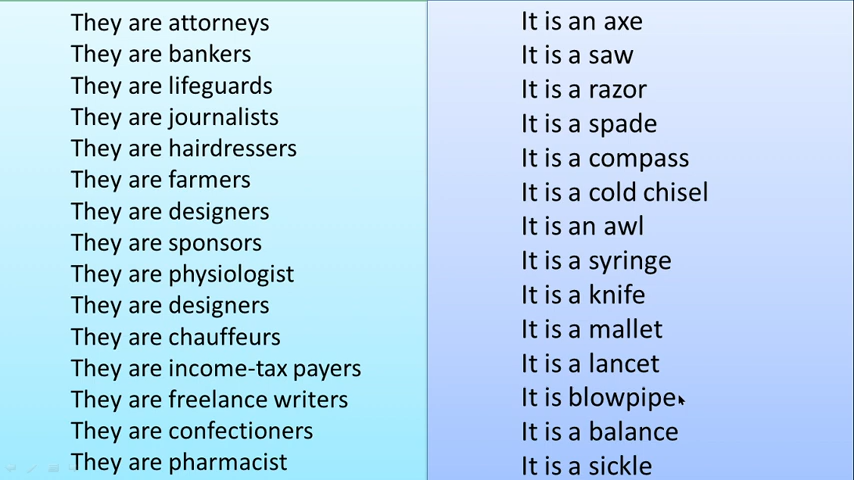 They are attorneys
They are bankers
They are lifeguards
They are journalists
They are hairdressers
They are farmers
They are designers
They are sponsors
They are physiologist
They are designers
They are chauffeurs
They are income-tax payers
They are freelance writers
They are confectioners
They are pharmacist
It is an axe
It is a saw
It is a razor
It is a spade
It is a compass
It is a cold chisel
It is an awl
It is a syringe
It is a knife
It is a mallet
It is a lancet
It is blowpipe
It is a balance
It is a sickle